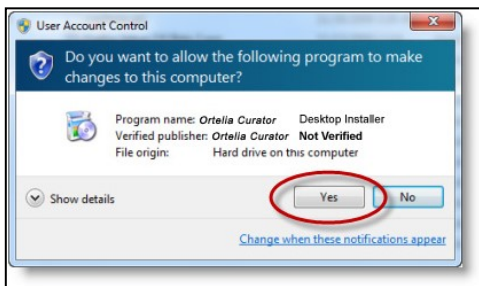 User Account Control
Do you want to allow the following program to make
changes to this computer?
Program name: Ortelia Curator Desktop Installer
Verified publisher: Ortelia Curator Not Verified
File origin: Hard drive on this computer
Show details
Yes
No
Change when these notifications appear